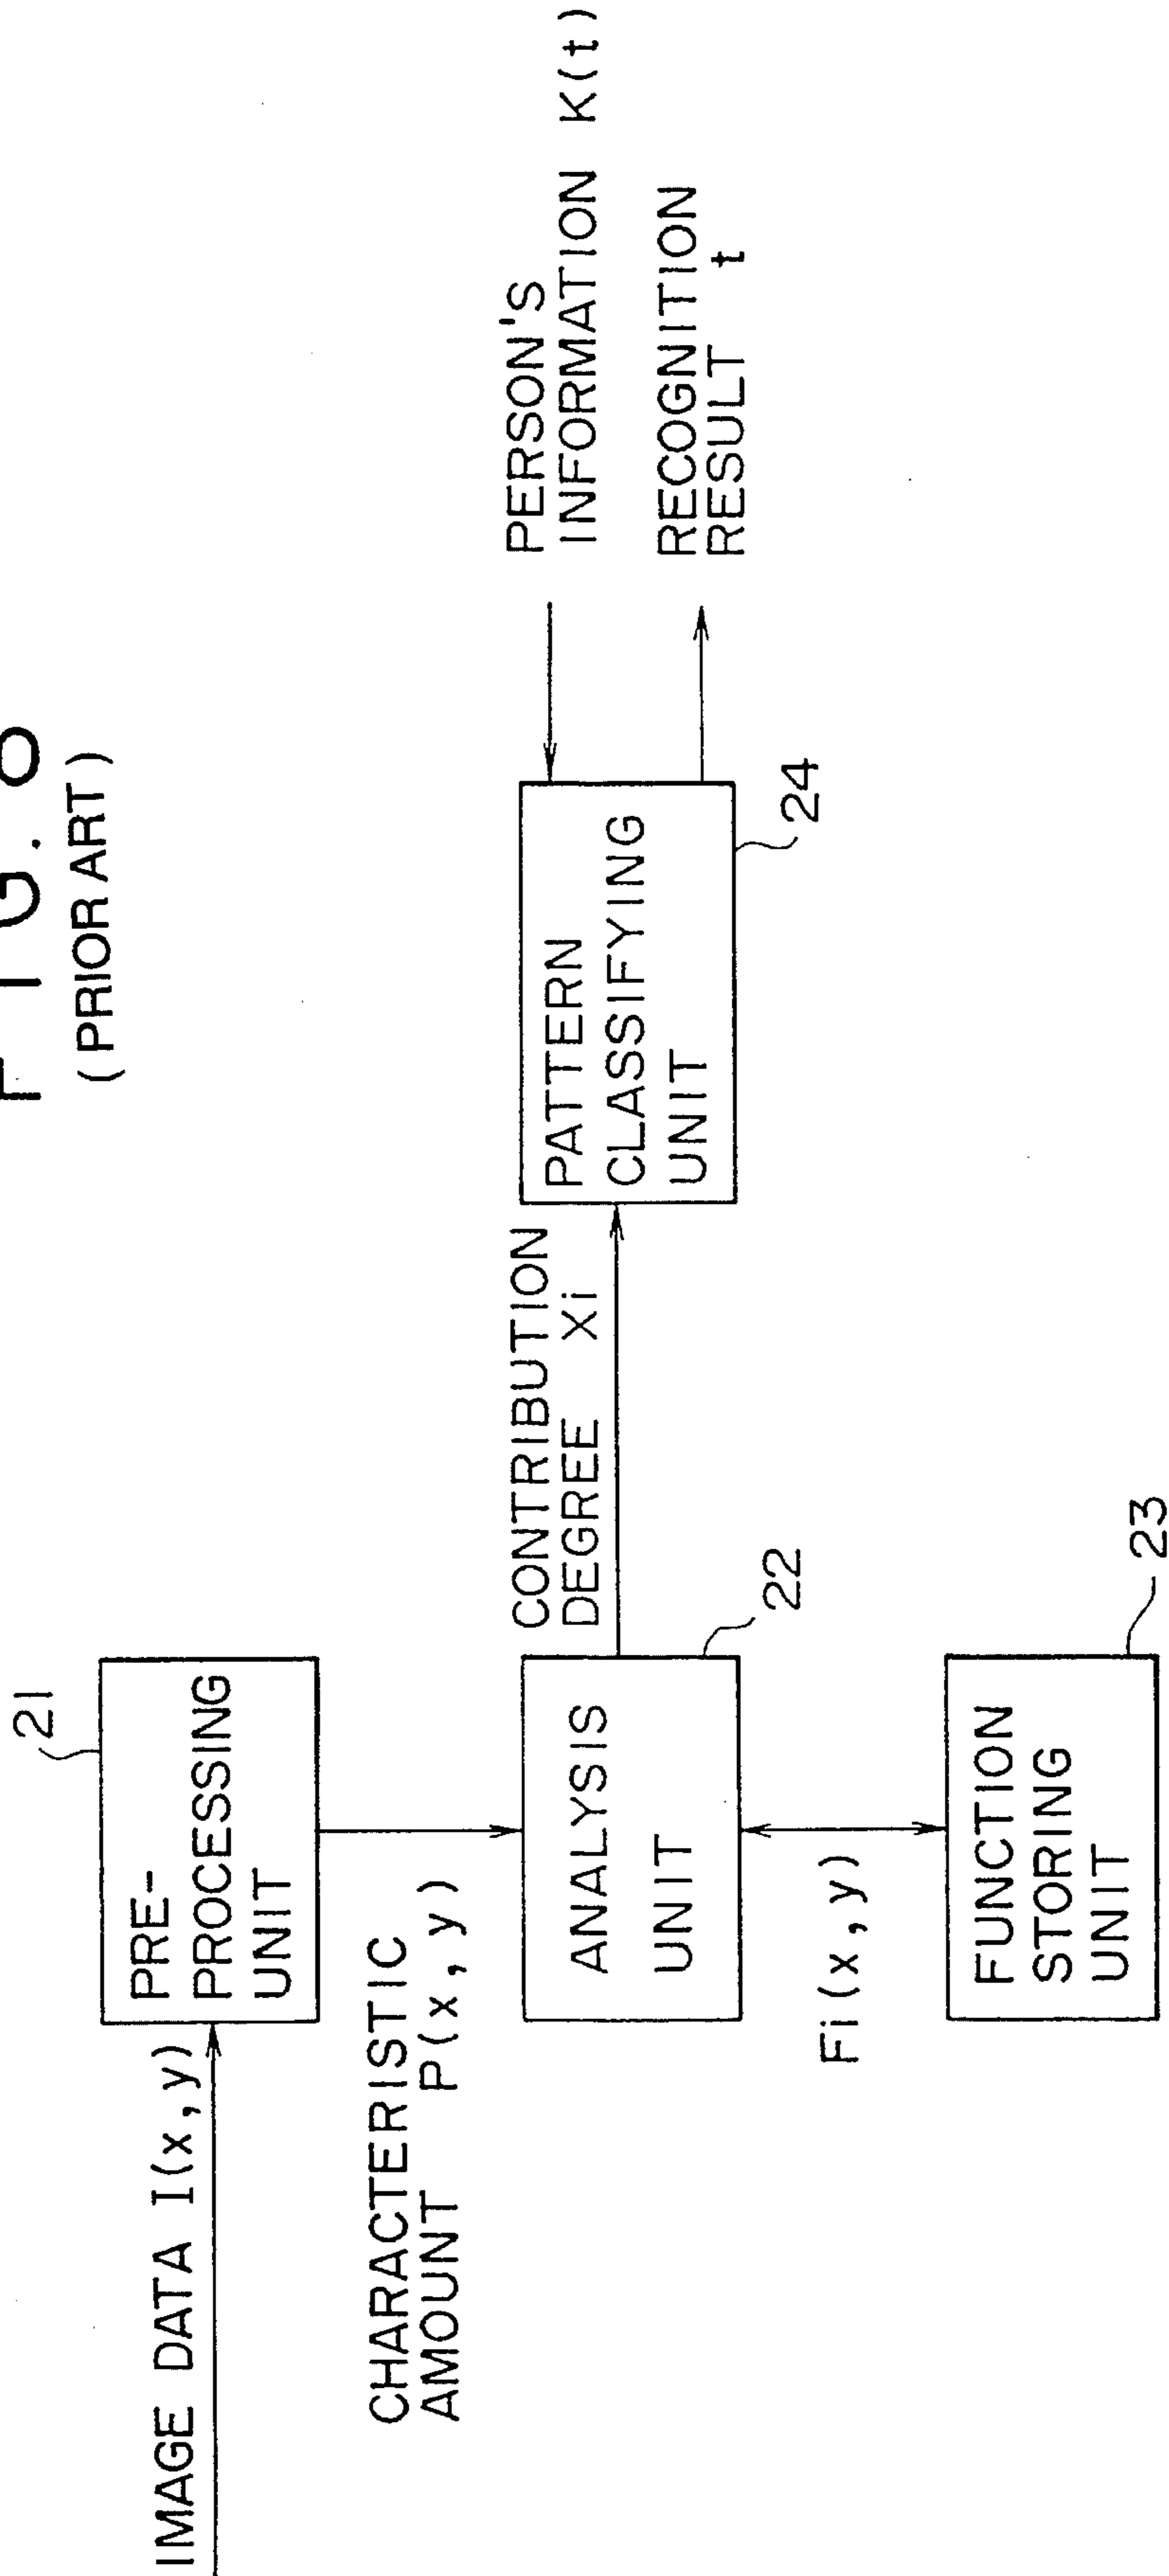 FIG.
(PRIOR ART)
21
IMAGE DATA I(x,y)
PRE-
PROCESSING
UNIT
CHARACTERISTIC
AMOUNT P(x,y)
ANALYSIS
UNIT
22
CONTRIBUTION
DEGREE Xi
PATTERN
CLASSIFYING
UNIT
24
PERSON'S
INFORMATION K(t)
RECOGNITION
RESULT t
Fi(x,y)
FUNCTION
STORING
UNIT
23